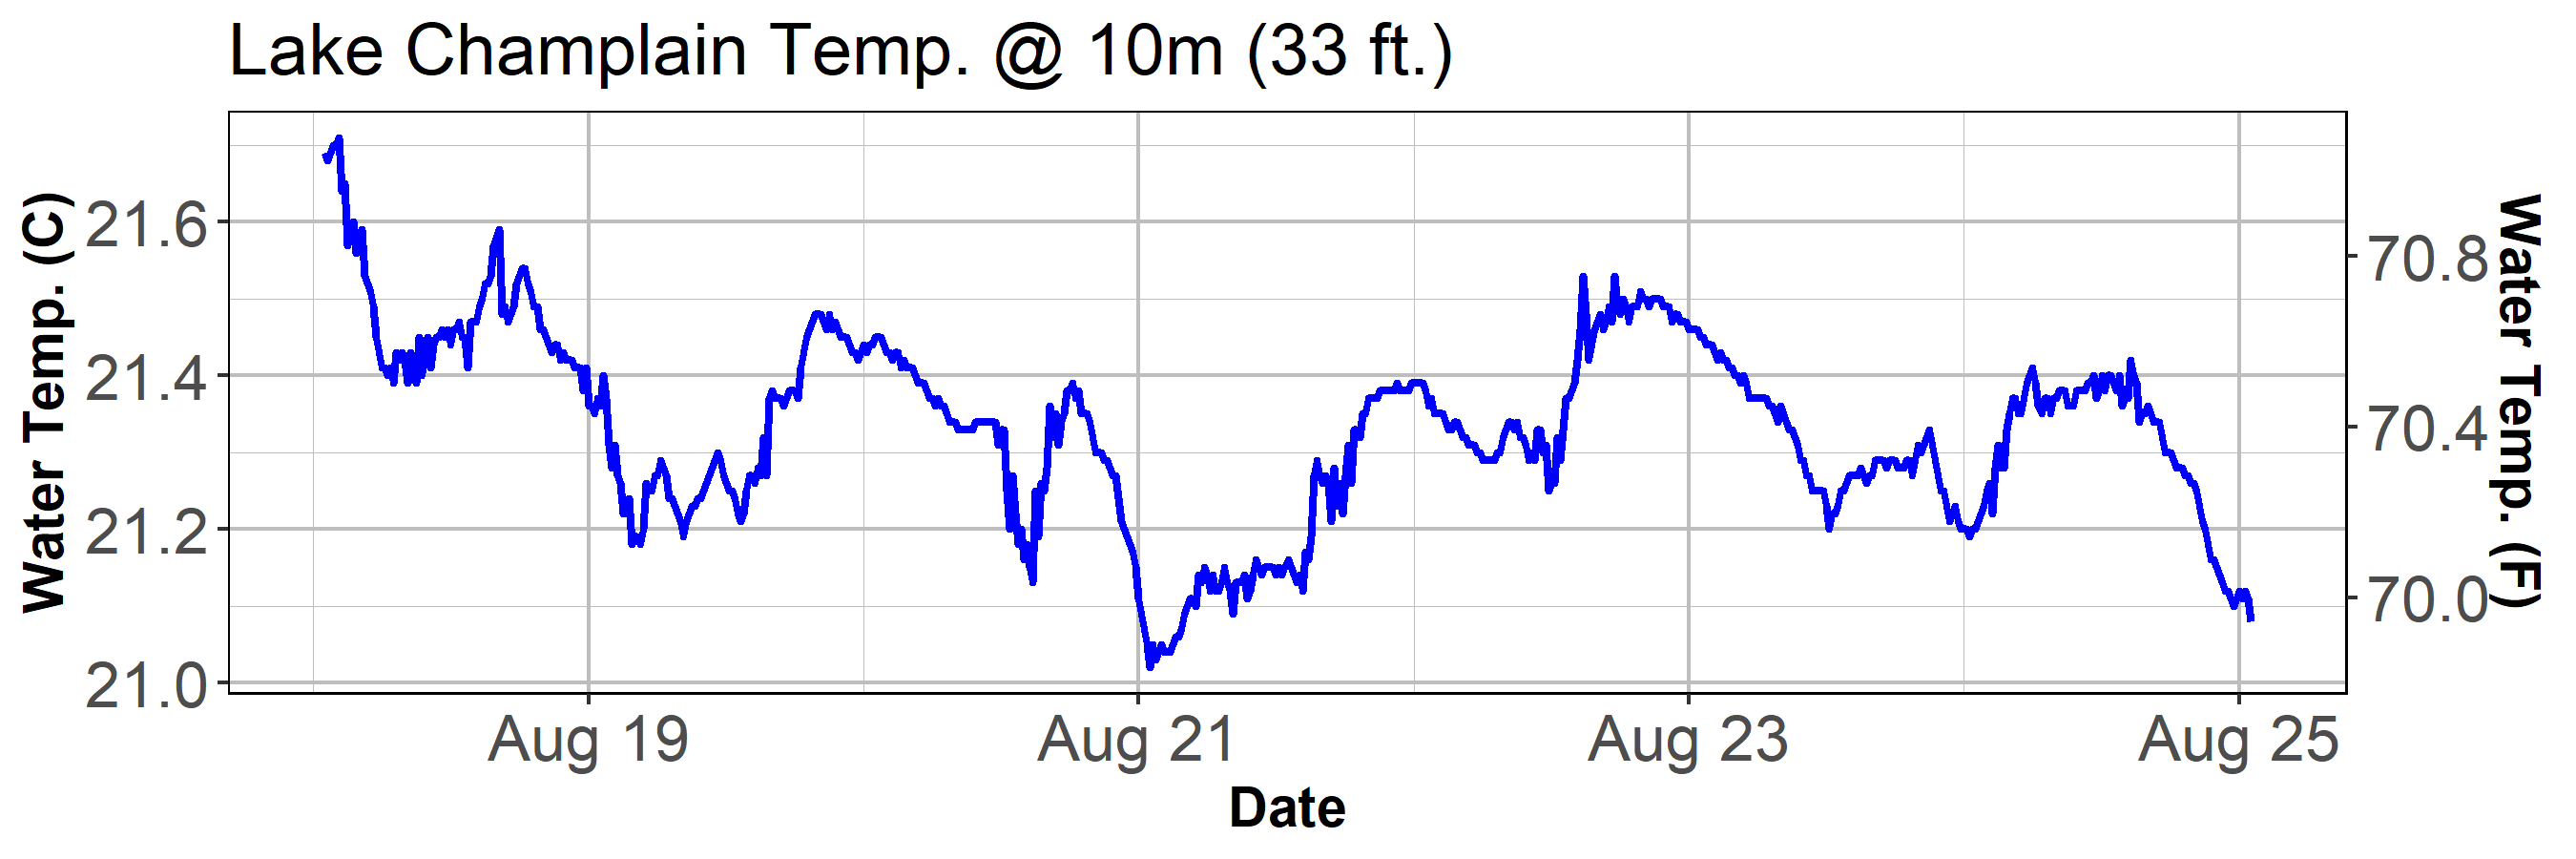 Lake Champlain Temp. @ 10m (33 ft.)
Water Temp. (C)
21.6
21.4
21.2
21.0
70.8
70.4
70.0
Water Temp. (F)
Aug 19 Aug 21 Aug 23 Aug 25
Date